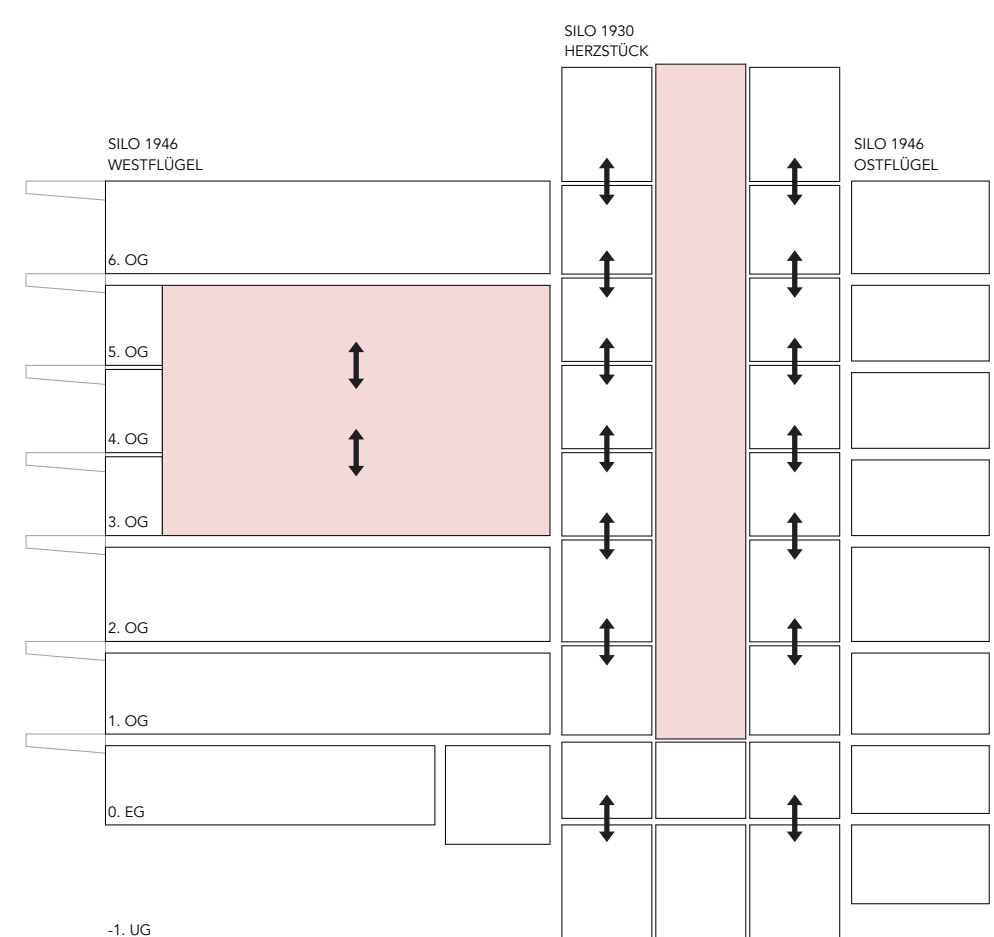 SILO 1930
HERZSTÜCK
SILO 1946
WESTFLÜGEL
SILO 1946
OSTFLÜGEL
6. OG
5. OG
4. OG
3. OG
2. OG
1. OG
0. EG
-1. UG